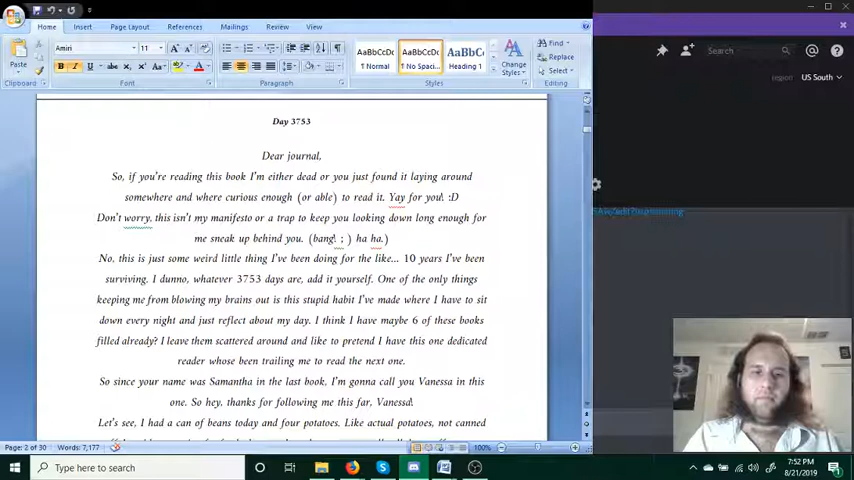 Home Insert Page Layout References Mailings Review View
Amiri 11
AaBbCcDc AaBbCcDc AaBbCc
Paste ¶ Normal ¶ No Spaci... Heading 1 Change Styles
Find
Replace
Select
Clipboard Font Paragraph Styles Editing
Search
region US South
Day 3753
Dear journal,
So, if you're reading this book I'm either dead or you just found it laying around
somewhere and where curious enough (or able) to read it. Yay for you!. :D
Don't worry. this isn't my manifesto or a trap to keep you looking down long enough for
me sneak up behind you. (bang!. ; ) ha ha.)
No, this is just some weird little thing I've been doing for the like... 10 years I've been
surviving. I dunno, whatever 3753 days are, add it yourself. One of the only things
keeping me from blowing my brains out is this stupid habit I've made where I have to sit
down every night and just reflect about my day. I think I have maybe 6 of these books
filled already? I leave them scattered around and like to pretend I have this one dedicated
reader whose been trailing me to read the next one.
So since your name was Samantha in the last book, I'm gonna call you Vanessa in this
one. So hey, thanks for following me this far, Vanessa!.
Let's see, I had a can of beans today and four potatoes. Like actual potatoes, not canned
Page: 2 of 30 Words: 7,177 100%
Type here to search
7:52 PM
8/21/2019